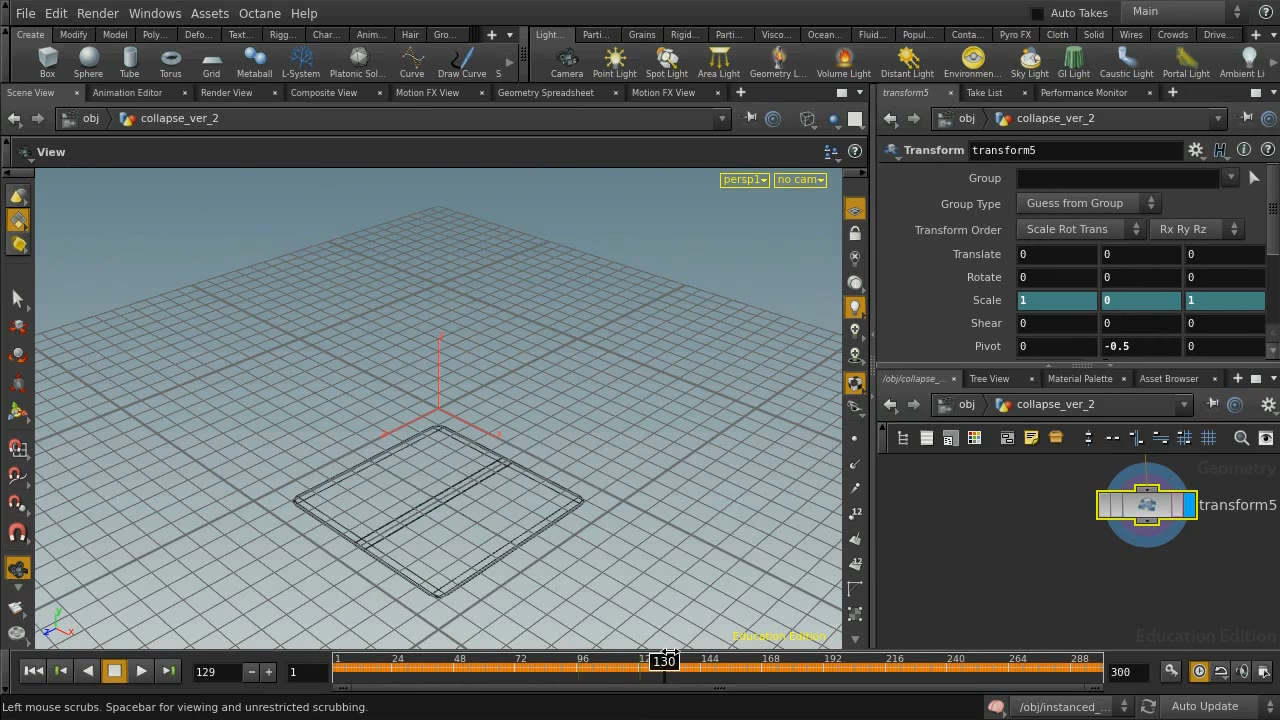 File Edit Render Windows Assets Octane Help Auto Takes Main
Create Modify Model Poly... Defo... Text... Rigg... Char... Anim... Hair Gro... Light... Parti... Grains Rigid... Parti... Visco... Ocean... Fluid... Popul... Conta... Pyro FX Cloth Solid Wires Crowds Drive...
Box Sphere Tube Torus Grid Metaball L-System Platonic Sol... Curve Draw Curve S Camera Point Light Spot Light Area Light Geometry L... Volume Light Distant Light Environmen... Sky Light GI Light Caustic Light Portal Light Ambient Li
Scene View Animation Editor Render View Composite View Motion FX View Geometry Spreadsheet Motion FX View transform5 Take List Performance Monitor
obj collapse_ver_2 obj collapse_ver_2
View Transform transform5
persp1 no cam
Group
Group Type Guess from Group
Transform Order Scale Rot Trans Rx Ry Rz
Translate 0 0 0
Rotate 0 0 0
Scale 1 0 1
Shear 0 0 0
Pivot 0 -0.5 0
/obj/collapse_... Tree View Material Palette Asset Browser
obj collapse_ver_2
Geometry
transform5
Education Edition
Education Edition
129 1 1 24 48 72 96 130 144 168 192 216 240 264 288 300
Left mouse scrubs. Spacebar for viewing and unrestricted scrubbing. /obj/instanced_... Auto Update